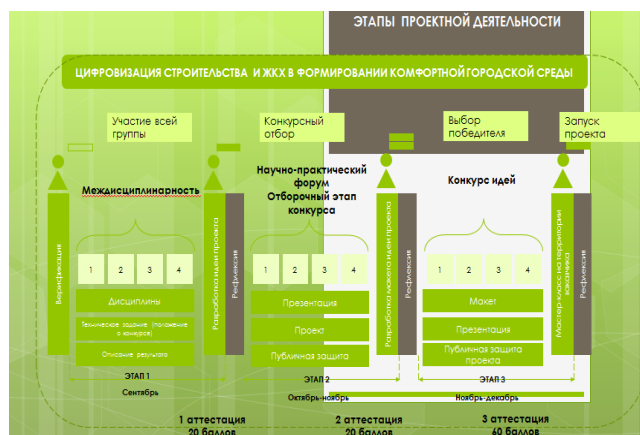 ЭТАПЫ ПРОЕКТНОЙ ДЕЯТЕЛЬНОСТИ
ЦИФРОВИЗАЦИЯ СТРОИТЕЛЬСТВА И ЖКХ В ФОРМИРОВАНИИ КОМФОРТНОЙ ГОРОДСКОЙ СРЕДЫ
Участие всей
группы
Конкурсный
отбор
Выбор
победителя
Запуск
проекта
Междисциплинарность
Научно-практический
форум
Отборочный этап
конкурса
Конкурс идей
Верификация
1 2 3 4
Дисциплины
Техническое задание (положение
о конкурсе)
Описание результата
Разработка идеи проекта
Рефлексия
1 2 3 4
Презентация
Проект
Публичная защита
Разработка макета идеи проекта
Рефлексия
1 2 3 4
Макет
Презентация
Публичная защита
проекта
Мастер-класс на территории
заказчика
Рефлексия
ЭТАП 1
Сентябрь
ЭТАП 2
Октябрь-ноябрь
ЭТАП 3
Ноябрь-декабрь
1 аттестация
20 баллов
2 аттестация
20 баллов
3 аттестация
60 баллов